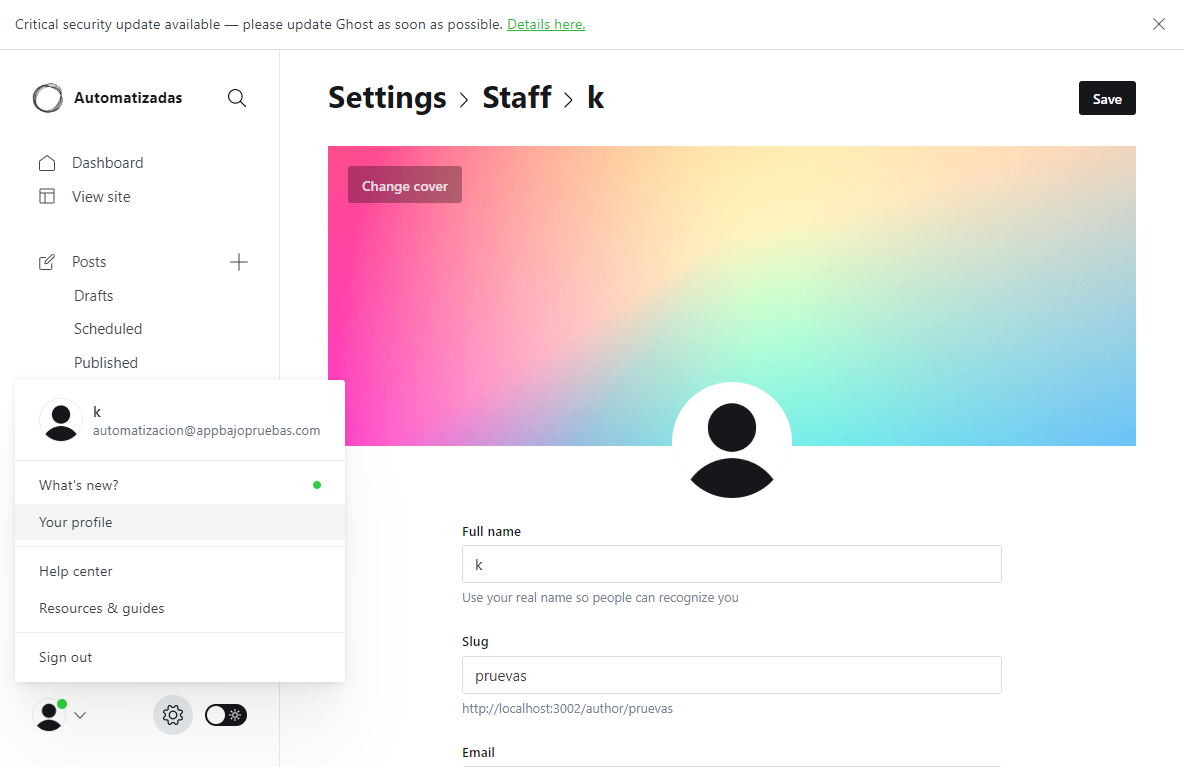 Critical security update available — please update Ghost as soon as possible. Details here.
Automatizadas
Dashboard
View site
Posts
Drafts
Scheduled
Published
k
automatizacion@appbajopruebas.com
What's new?
Your profile
Help center
Resources & guides
Sign out
Settings › Staff › k
Save
Change cover
Full name
k
Use your real name so people can recognize you
Slug
pruevas
http://localhost:3002/author/pruevas
Email